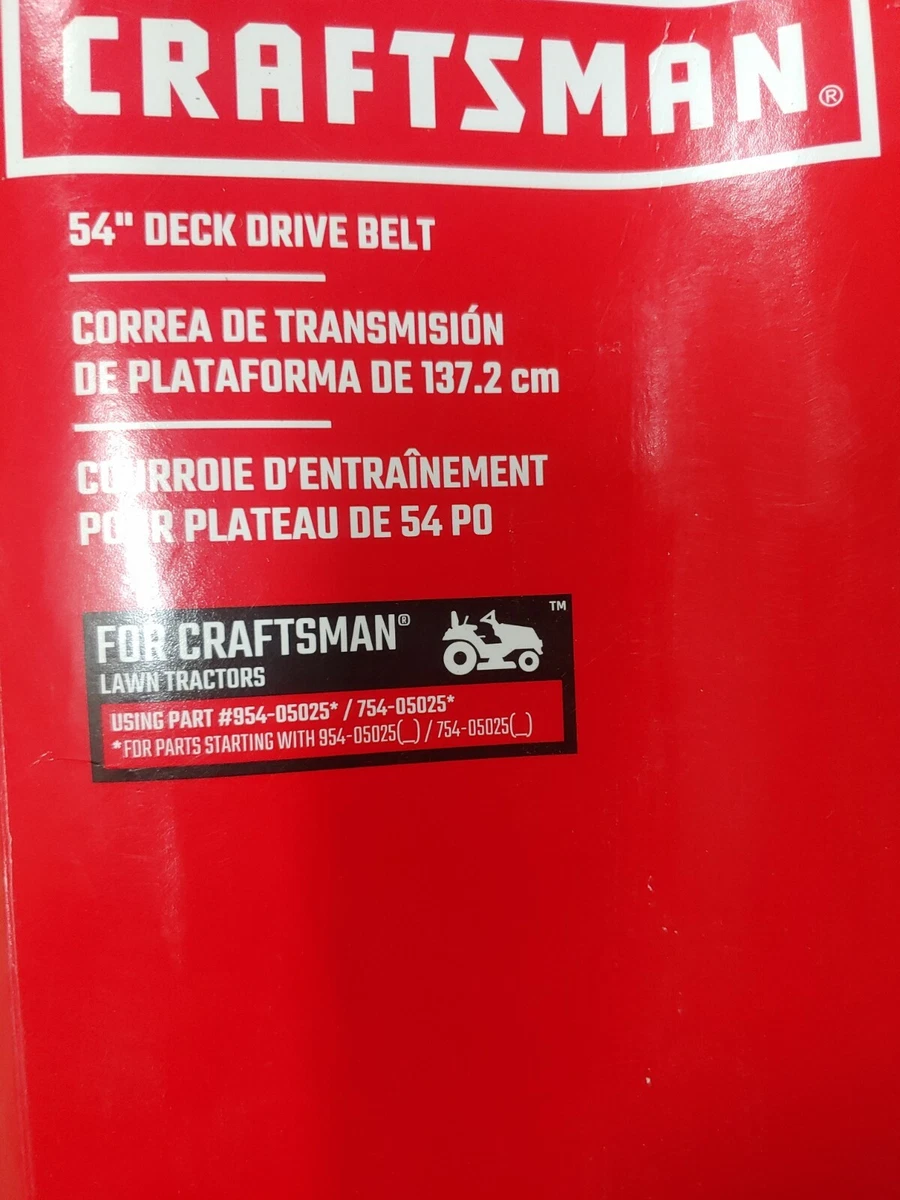 CRAFTSMAN®
54" DECK DRIVE BELT
CORREA DE TRANSMISIÓN
DE PLATAFORMA DE 137.2 cm
COURROIE D'ENTRAÎNEMENT
POUR PLATEAU DE 54 PO
FOR CRAFTSMAN® ™
LAWN TRACTORS
USING PART #954-05025* / 754-05025*
*FOR PARTS STARTING WITH 954-05025(_) / 754-05025(_)